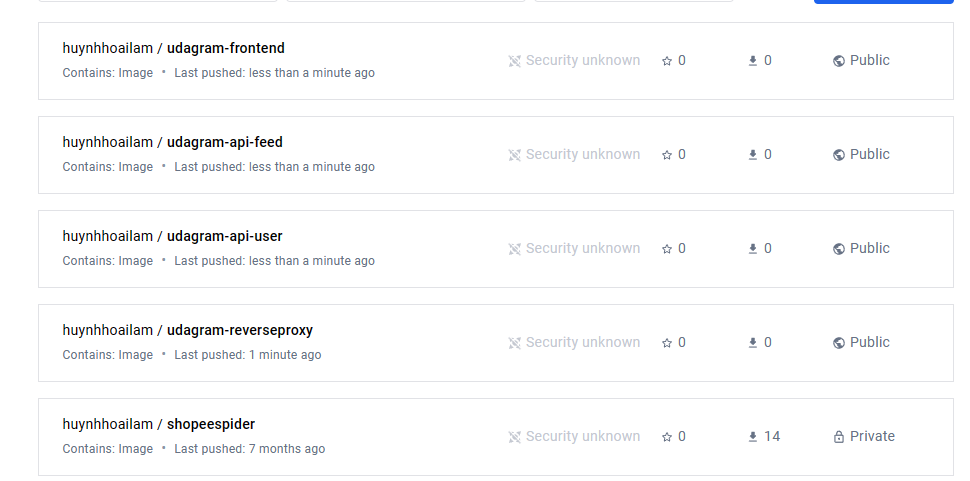 huynhhoailam / udagram-frontend
Contains: Image • Last pushed: less than a minute ago
Security unknown 0 0 Public
huynhhoailam / udagram-api-feed
Contains: Image • Last pushed: less than a minute ago
Security unknown 0 0 Public
huynhhoailam / udagram-api-user
Contains: Image • Last pushed: less than a minute ago
Security unknown 0 0 Public
huynhhoailam / udagram-reverseproxy
Contains: Image • Last pushed: 1 minute ago
Security unknown 0 0 Public
huynhhoailam / shopeespider
Contains: Image • Last pushed: 7 months ago
Security unknown 0 14 Private